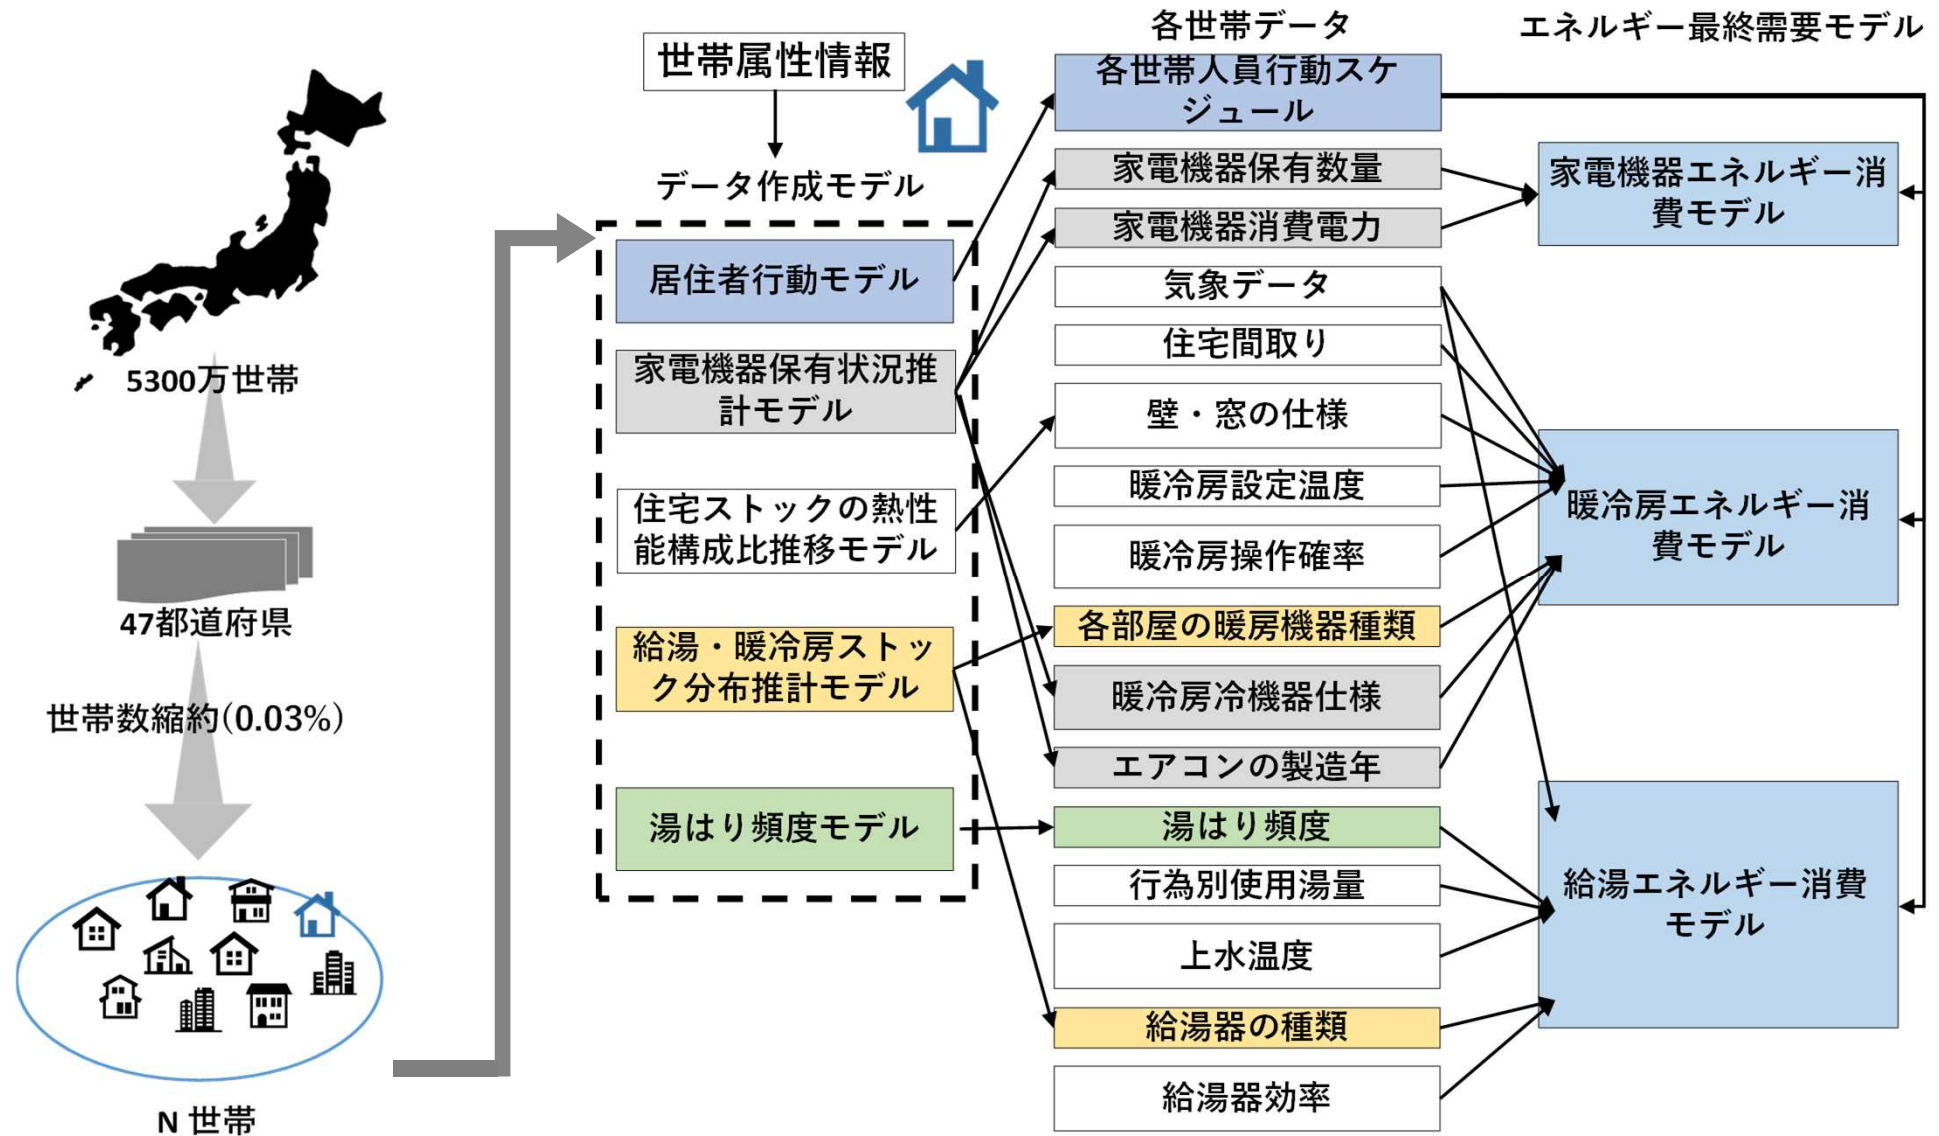 5300万世帯
47都道府県
世帯数縮約(0.03%)
N 世帯
世帯属性情報
データ作成モデル
居住者行動モデル
家電機器保有状況推
計モデル
住宅ストックの熱性
能構成比推移モデル
給湯・暖冷房ストッ
ク分布推計モデル
湯はり頻度モデル
各世帯データ
各世帯人員行動スケ
ジュール
家電機器保有数量
家電機器消費電力
気象データ
住宅間取り
壁・窓の仕様
暖冷房設定温度
暖冷房操作確率
各部屋の暖房機器種類
暖冷房冷機器仕様
エアコンの製造年
湯はり頻度
行為別使用湯量
上水温度
給湯器の種類
給湯器効率
エネルギー最終需要モデル
家電機器エネルギー消
費モデル
暖冷房エネルギー消
費モデル
給湯エネルギー消費
モデル